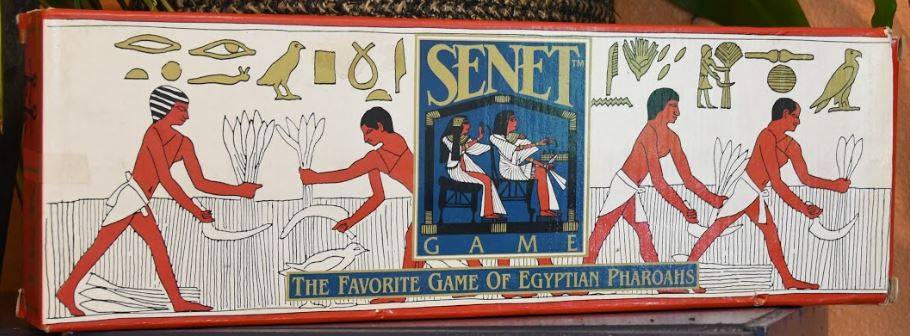 SENET™
GAME
THE FAVORITE GAME OF EGYPTIAN PHAROAHS